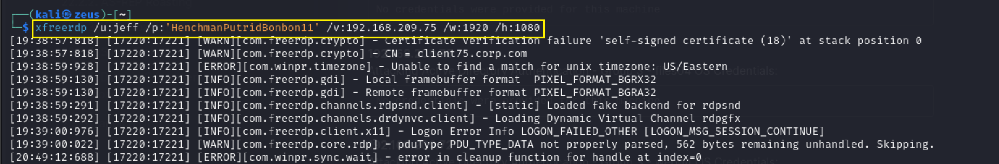 No credentials were provided for this machine
┌──(kali㉿zeus)-[~]
└─$ xfreerdp /u:jeff /p:'HenchmanPutridBonbon11' /v:192.168.209.75 /w:1920 /h:1080
[19:38:57:818] [17220:17221] [WARN][com.freerdp.crypto] - Certificate verification failure 'self-signed certificate (18)' at stack position 0
[19:38:57:818] [17220:17221] [WARN][com.freerdp.crypto] - CN = client75.corp.com
[19:38:59:928] [17220:17221] [ERROR][com.winpr.timezone] - Unable to find a match for unix timezone: US/Eastern
[19:38:59:130] [17220:17221] [INFO][com.freerdp.gdi] - Local framebuffer format  PIXEL_FORMAT_BGRX32
[19:38:59:130] [17220:17221] [INFO][com.freerdp.gdi] - Remote framebuffer format PIXEL_FORMAT_BGRA32
[19:38:59:291] [17220:17221] [INFO][com.freerdp.channels.rdpsnd.client] - [static] Loaded fake backend for rdpsnd
[19:38:59:292] [17220:17221] [INFO][com.freerdp.channels.drdynvc.client] - Loading Dynamic Virtual Channel rdpgfx
[19:39:00:976] [17220:17221] [INFO][com.freerdp.client.x11] - Logon Error Info LOGON_FAILED_OTHER [LOGON_MSG_SESSION_CONTINUE]
[19:39:00:022] [17220:17221] [WARN][com.freerdp.core.rdp] - pduType PDU_TYPE_DATA not properly parsed, 562 bytes remaining unhandled. Skipping.
[20:49:12:688] [17220:17221] [ERROR][com.winpr.sync.wait] - error in cleanup function for handle at index=0